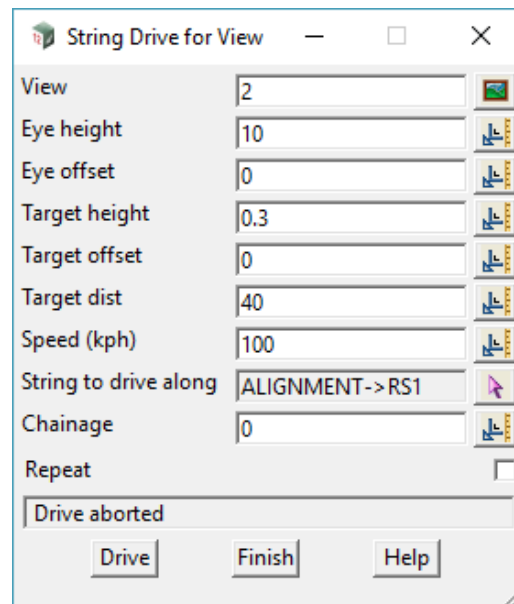 String Drive for View
View 2
Eye height 10
Eye offset 0
Target height 0.3
Target offset 0
Target dist 40
Speed (kph) 100
String to drive along ALIGNMENT->RS1
Chainage 0
Repeat
Drive aborted
Drive Finish Help